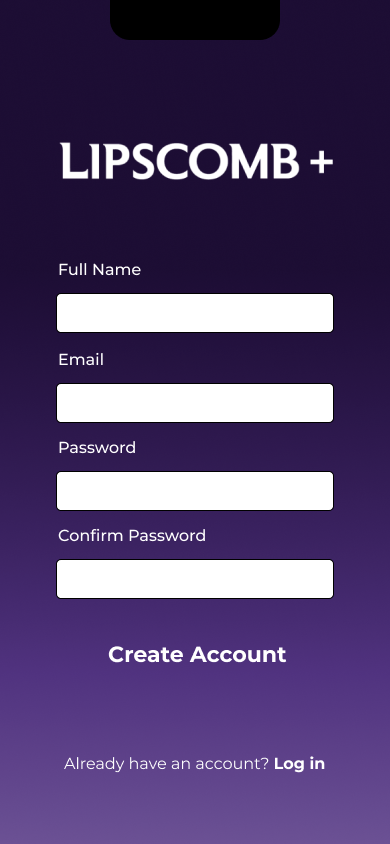 LIPSCOMB +
Full Name
Email
Password
Confirm Password
Create Account
Already have an account? Log in